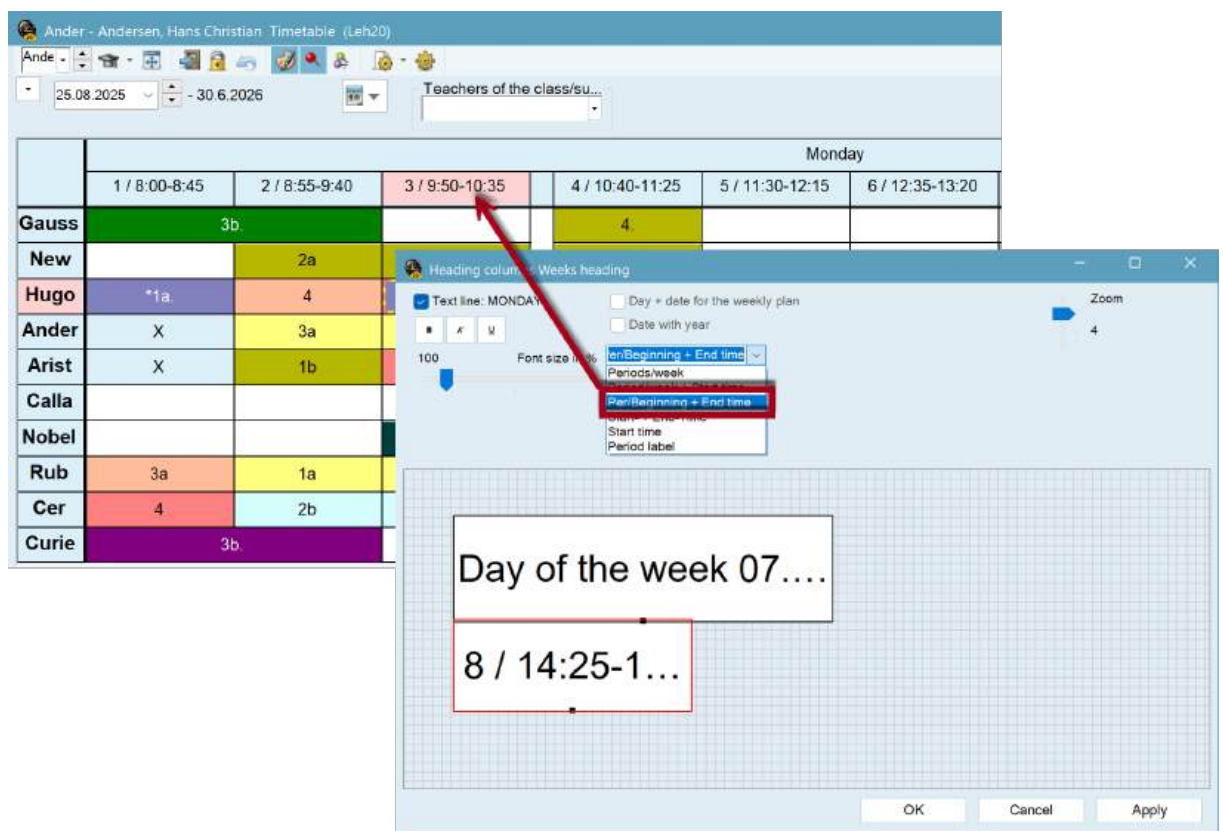 Ander - Andersen, Hans Christian Timetable (Leh20)
Ande
25.08.2025 - 30.6.2026
Teachers of the class/su...
Monday
1 / 8:00-8:45 2 / 8:55-9:40 3 / 9:50-10:35 4 / 10:40-11:25 5 / 11:30-12:15 6 / 12:35-13:20
Gauss 3b. 4.
New 2a
Hugo *1a. 4
Ander X 3a
Arist X 1b
Calla
Nobel
Rub 3a 1a
Cer 4 2b
Curie 3b.
Heading column: Weeks heading
Text line: MONDAY
Day + date for the weekly plan
Zoom
Date with year
4
100 Font size in %
er/Beginning + End time
Periods/week
Per/Beginning + End time
Start time
Period label
Day of the week 07....
8 / 14:25-1...
OK Cancel Apply